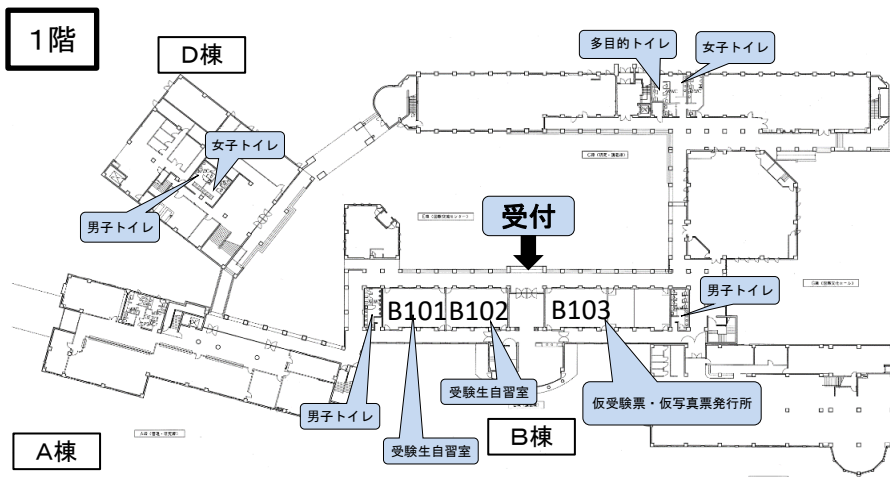 1階
D棟
多目的トイレ
女子トイレ
女子トイレ
男子トイレ
受付
B101
B102
B103
男子トイレ
男子トイレ
受験生自習室
仮受験票・仮写真票発行所
受験生自習室
B棟
A棟